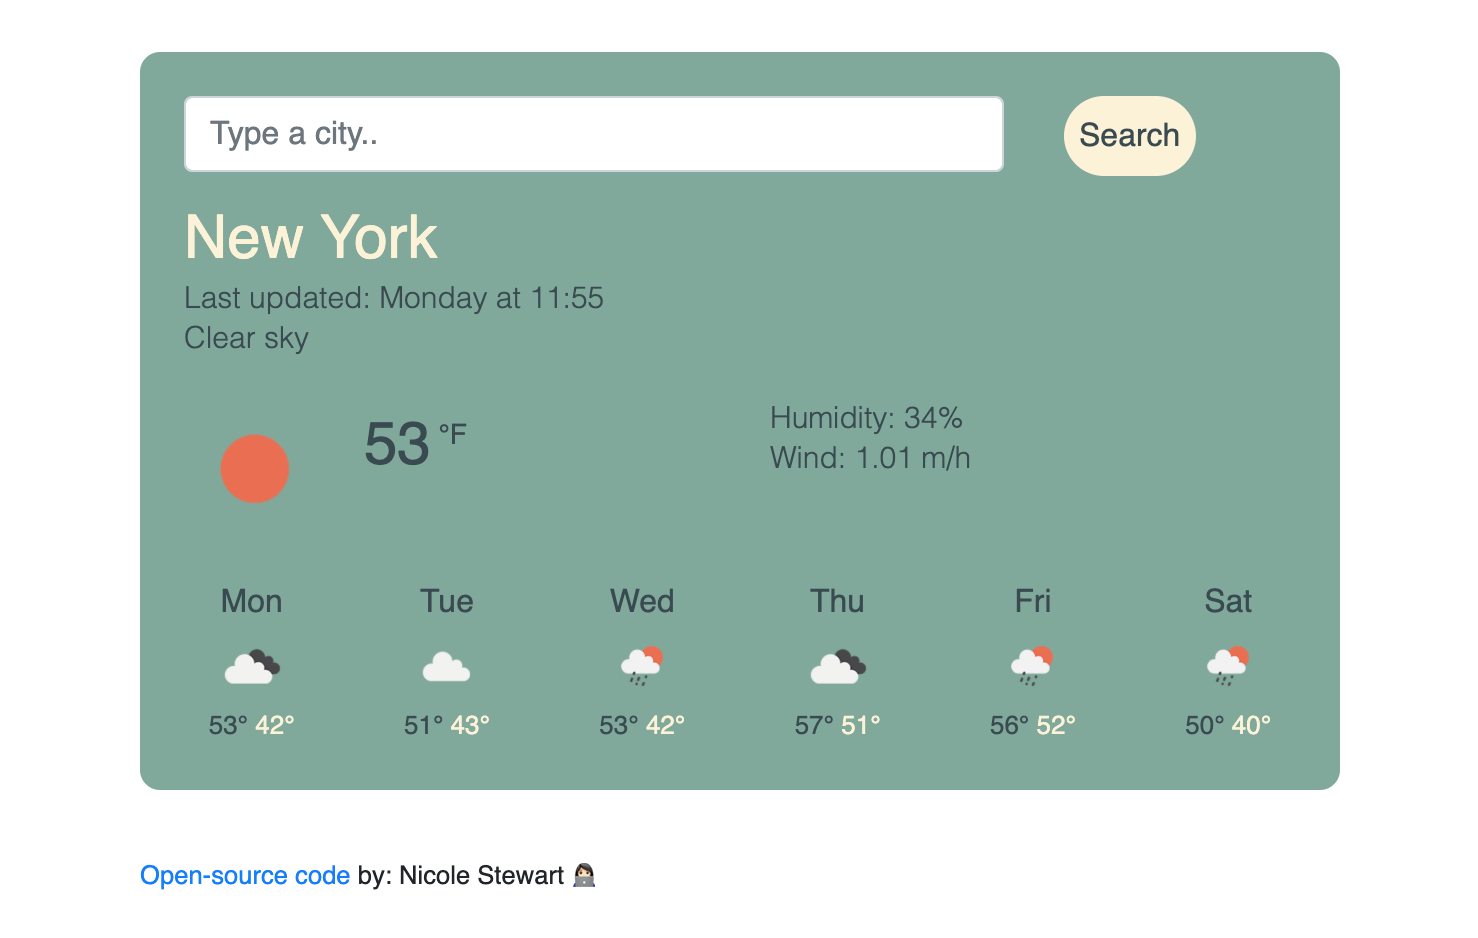 Type a city..
Search
New York
Last updated: Monday at 11:55
Clear sky
53 °F
Humidity: 34%
Wind: 1.01 m/h
Mon Tue Wed Thu Fri Sat
53° 42° 51° 43° 53° 42° 57° 51° 56° 52° 50° 40°
Open-source code by: Nicole Stewart 👩🏻‍💻